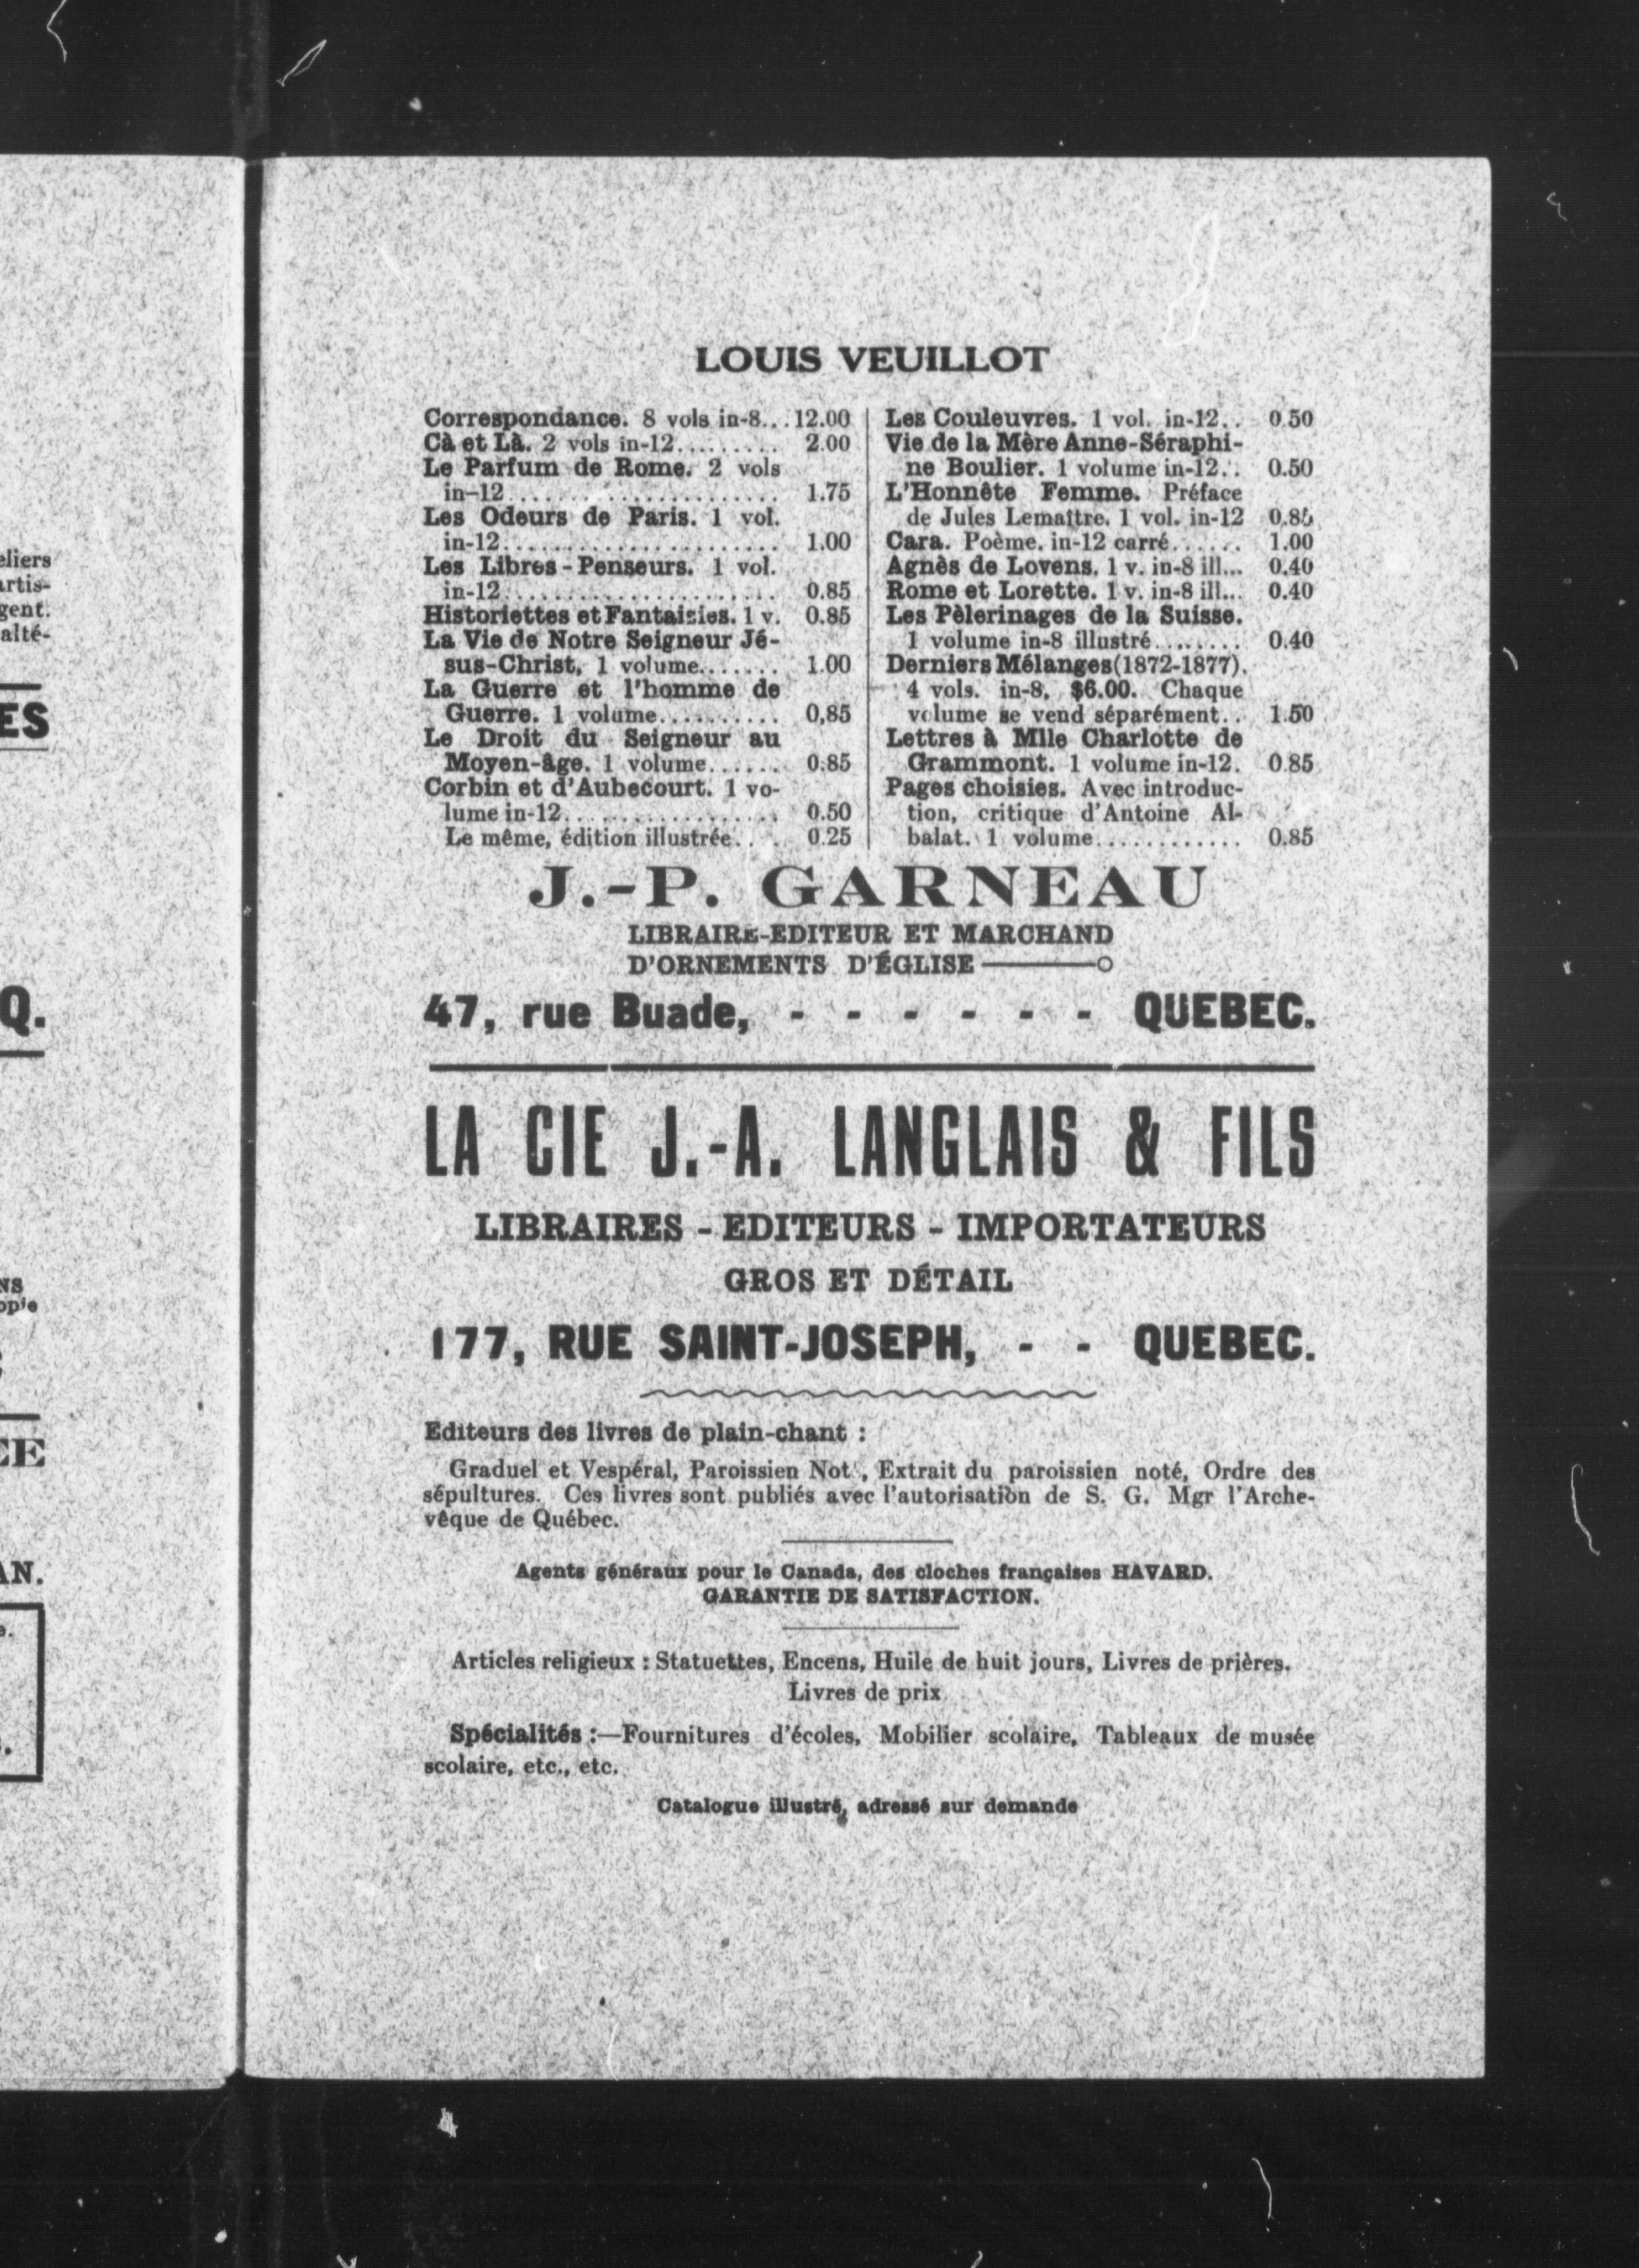 eliers
artis-
gent.
alté-
ES
Q.
NS
opie
CE
AN.
LOUIS VEUILLOT
Correspondance. 8 vols in-8...12.00
Cà et Là. 2 vols in-12.......... 2.00
Le Parfum de Rome. 2 vols
in-12........................ 1.75
Les Odeurs de Paris. 1 vol.
in-12........................ 1.00
Les Libres-Penseurs. 1 vol.
in-12........................ 0.85
Historiettes et Fantaisies. 1 v. 0.85
La Vie de Notre Seigneur Jé-
sus-Christ, 1 volume....... 1.00
La Guerre et l'homme de
Guerre. 1 volume........... 0,85
Le Droit du Seigneur au
Moyen-âge. 1 volume...... 0.85
Corbin et d'Aubecourt. 1 vo-
lume in-12.................. 0.50
Le même, édition illustrée.... 0.25
Les Couleuvres. 1 vol. in-12.. 0.50
Vie de la Mère Anne-Séraphi-
ne Boulier. 1 volume in-12.. 0.50
L'Honnête Femme. Préface
de Jules Lemaître. 1 vol. in-12 0.85
Cara. Poème. in-12 carré...... 1.00
Agnès de Lovens. 1 v. in-8 ill... 0.40
Rome et Lorette. 1 v. in-8 ill... 0.40
Les Pèlerinages de la Suisse.
1 volume in-8 illustré........ 0.40
Derniers Mélanges(1872-1877).
4 vols. in-8, $6.00. Chaque
volume se vend séparément.. 1.50
Lettres à Mlle Charlotte de
Grammont. 1 volume in-12. 0.85
Pages choisies. Avec introduc-
tion, critique d'Antoine Al-
balat. 1 volume............ 0.85
J.-P. GARNEAU
LIBRAIRE-EDITEUR ET MARCHAND
D'ORNEMENTS D'ÉGLISE
47, rue Buade, - - - - - - QUEBEC.
LA CIE J.-A. LANGLAIS & FILS
LIBRAIRES - EDITEURS - IMPORTATEURS
GROS ET DÉTAIL
177, RUE SAINT-JOSEPH, - - QUEBEC.
Editeurs des livres de plain-chant :
Graduel et Vespéral, Paroissien Not', Extrait du paroissien noté, Ordre des
sépultures. Ces livres sont publiés avec l'autorisation de S. G. Mgr l'Arche-
vêque de Québec.
Agents généraux pour le Canada, des cloches françaises HAVARD.
GARANTIE DE SATISFACTION.
Articles religieux : Statuettes, Encens, Huile de huit jours, Livres de prières.
Livres de prix
Spécialités :—Fournitures d'écoles, Mobilier scolaire, Tableaux de musée
scolaire, etc., etc.
Catalogue illustré, adressé sur demande